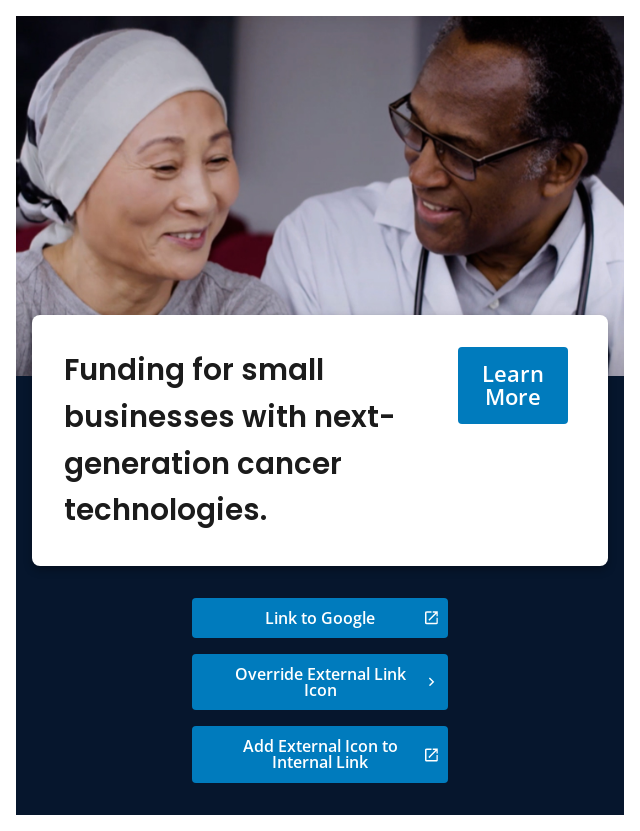 Funding for small
businesses with next-
generation cancer
technologies.
Learn
More
Link to Google
Override External Link
Icon
Add External Icon to
Internal Link